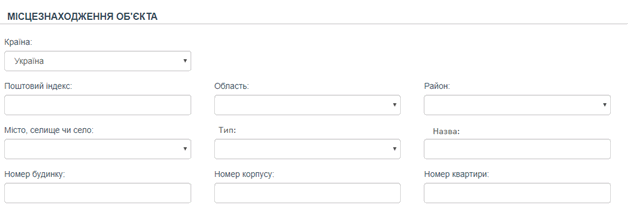 МІСЦЕЗНАХОДЖЕННЯ ОБ'ЄКТА
Країна:
Україна
Поштовий індекс: Область: Район:
Місто, селище чи село: Тип: Назва:
Номер будинку: Номер корпусу: Номер квартири: